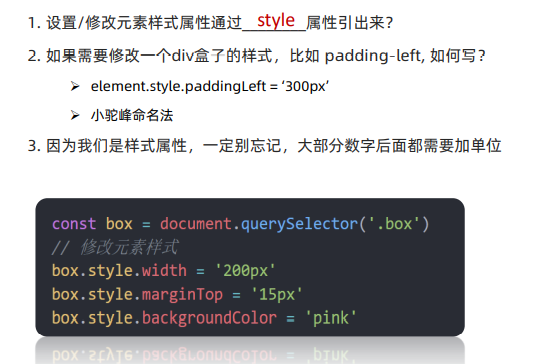 1. 设置/修改元素样式属性通过 style 属性引出来？
2. 如果需要修改一个div盒子的样式，比如 padding-left, 如何写？
➢ element.style.paddingLeft = ‘300px’
➢ 小驼峰命名法
3. 因为我们是样式属性，一定别忘记，大部分数字后面都需要加单位
const box = document.querySelector('.box')
// 修改元素样式
box.style.width = '200px'
box.style.marginTop = '15px'
box.style.backgroundColor = 'pink'